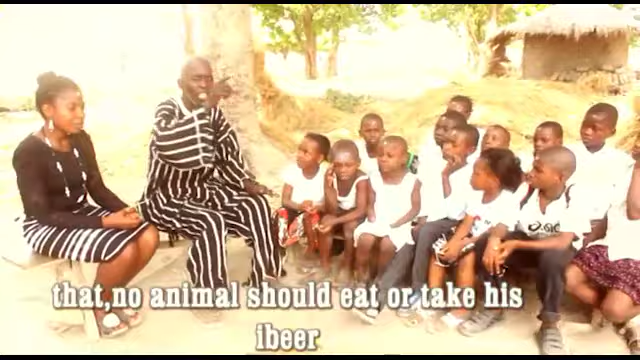 that,no animal should eat or take his
ibeer